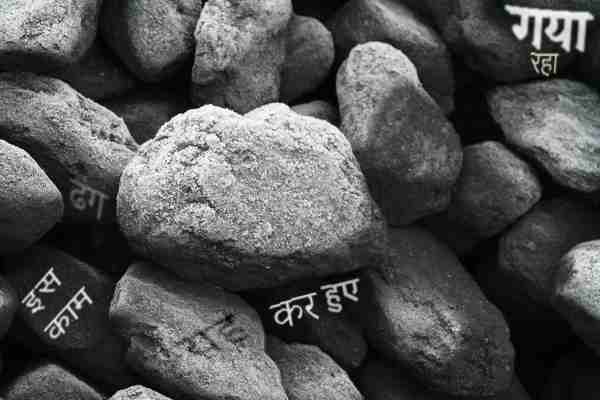 गया
रहा
ढंग
इस
काम
कर हुए